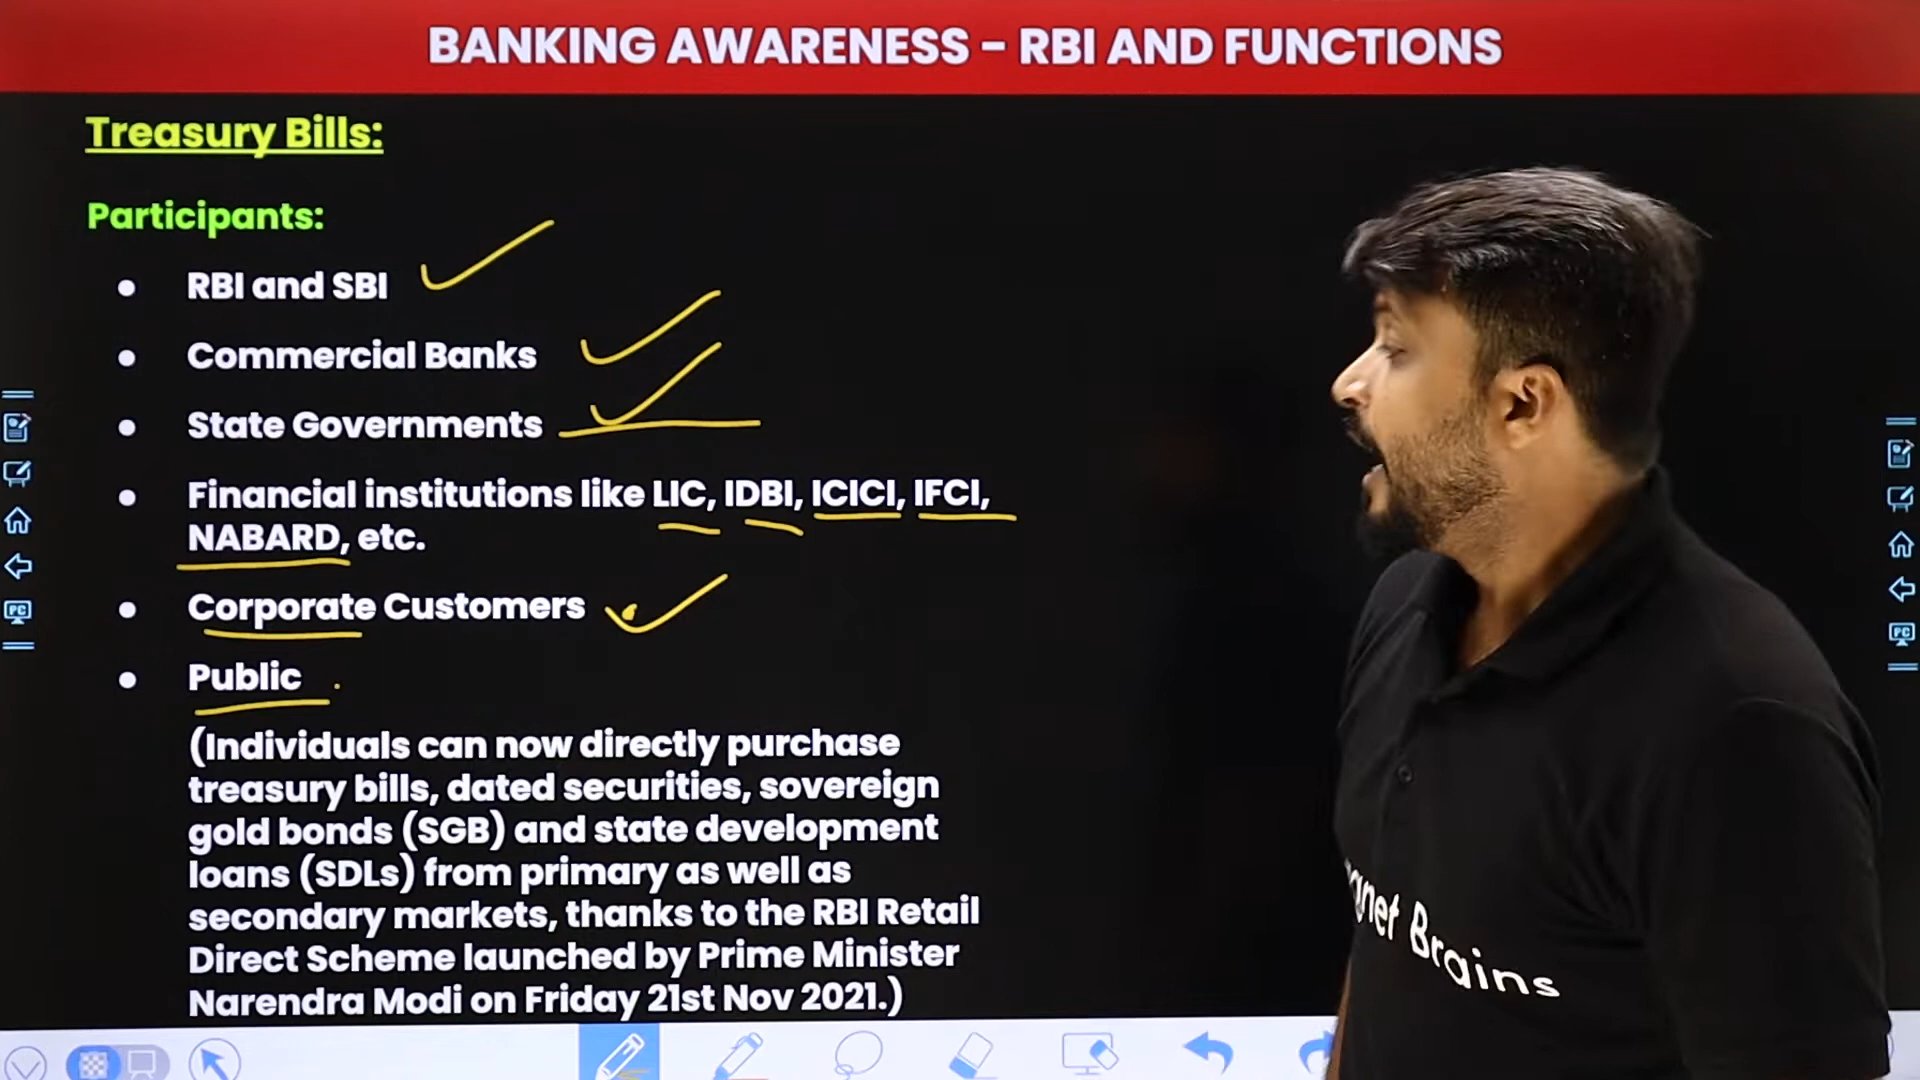 BANKING AWARENESS - RBI AND FUNCTIONS
Treasury Bills:
Participants:
● RBI and SBI
● Commercial Banks
● State Governments
● Financial institutions like LIC, IDBI, ICICI, IFCI,
NABARD, etc.
● Corporate Customers
● Public
(Individuals can now directly purchase
treasury bills, dated securities, sovereign
gold bonds (SGB) and state development
loans (SDLs) from primary as well as
secondary markets, thanks to the RBI Retail
Direct Scheme launched by Prime Minister
Narendra Modi on Friday 21st Nov 2021.)
PC
PC
Brains